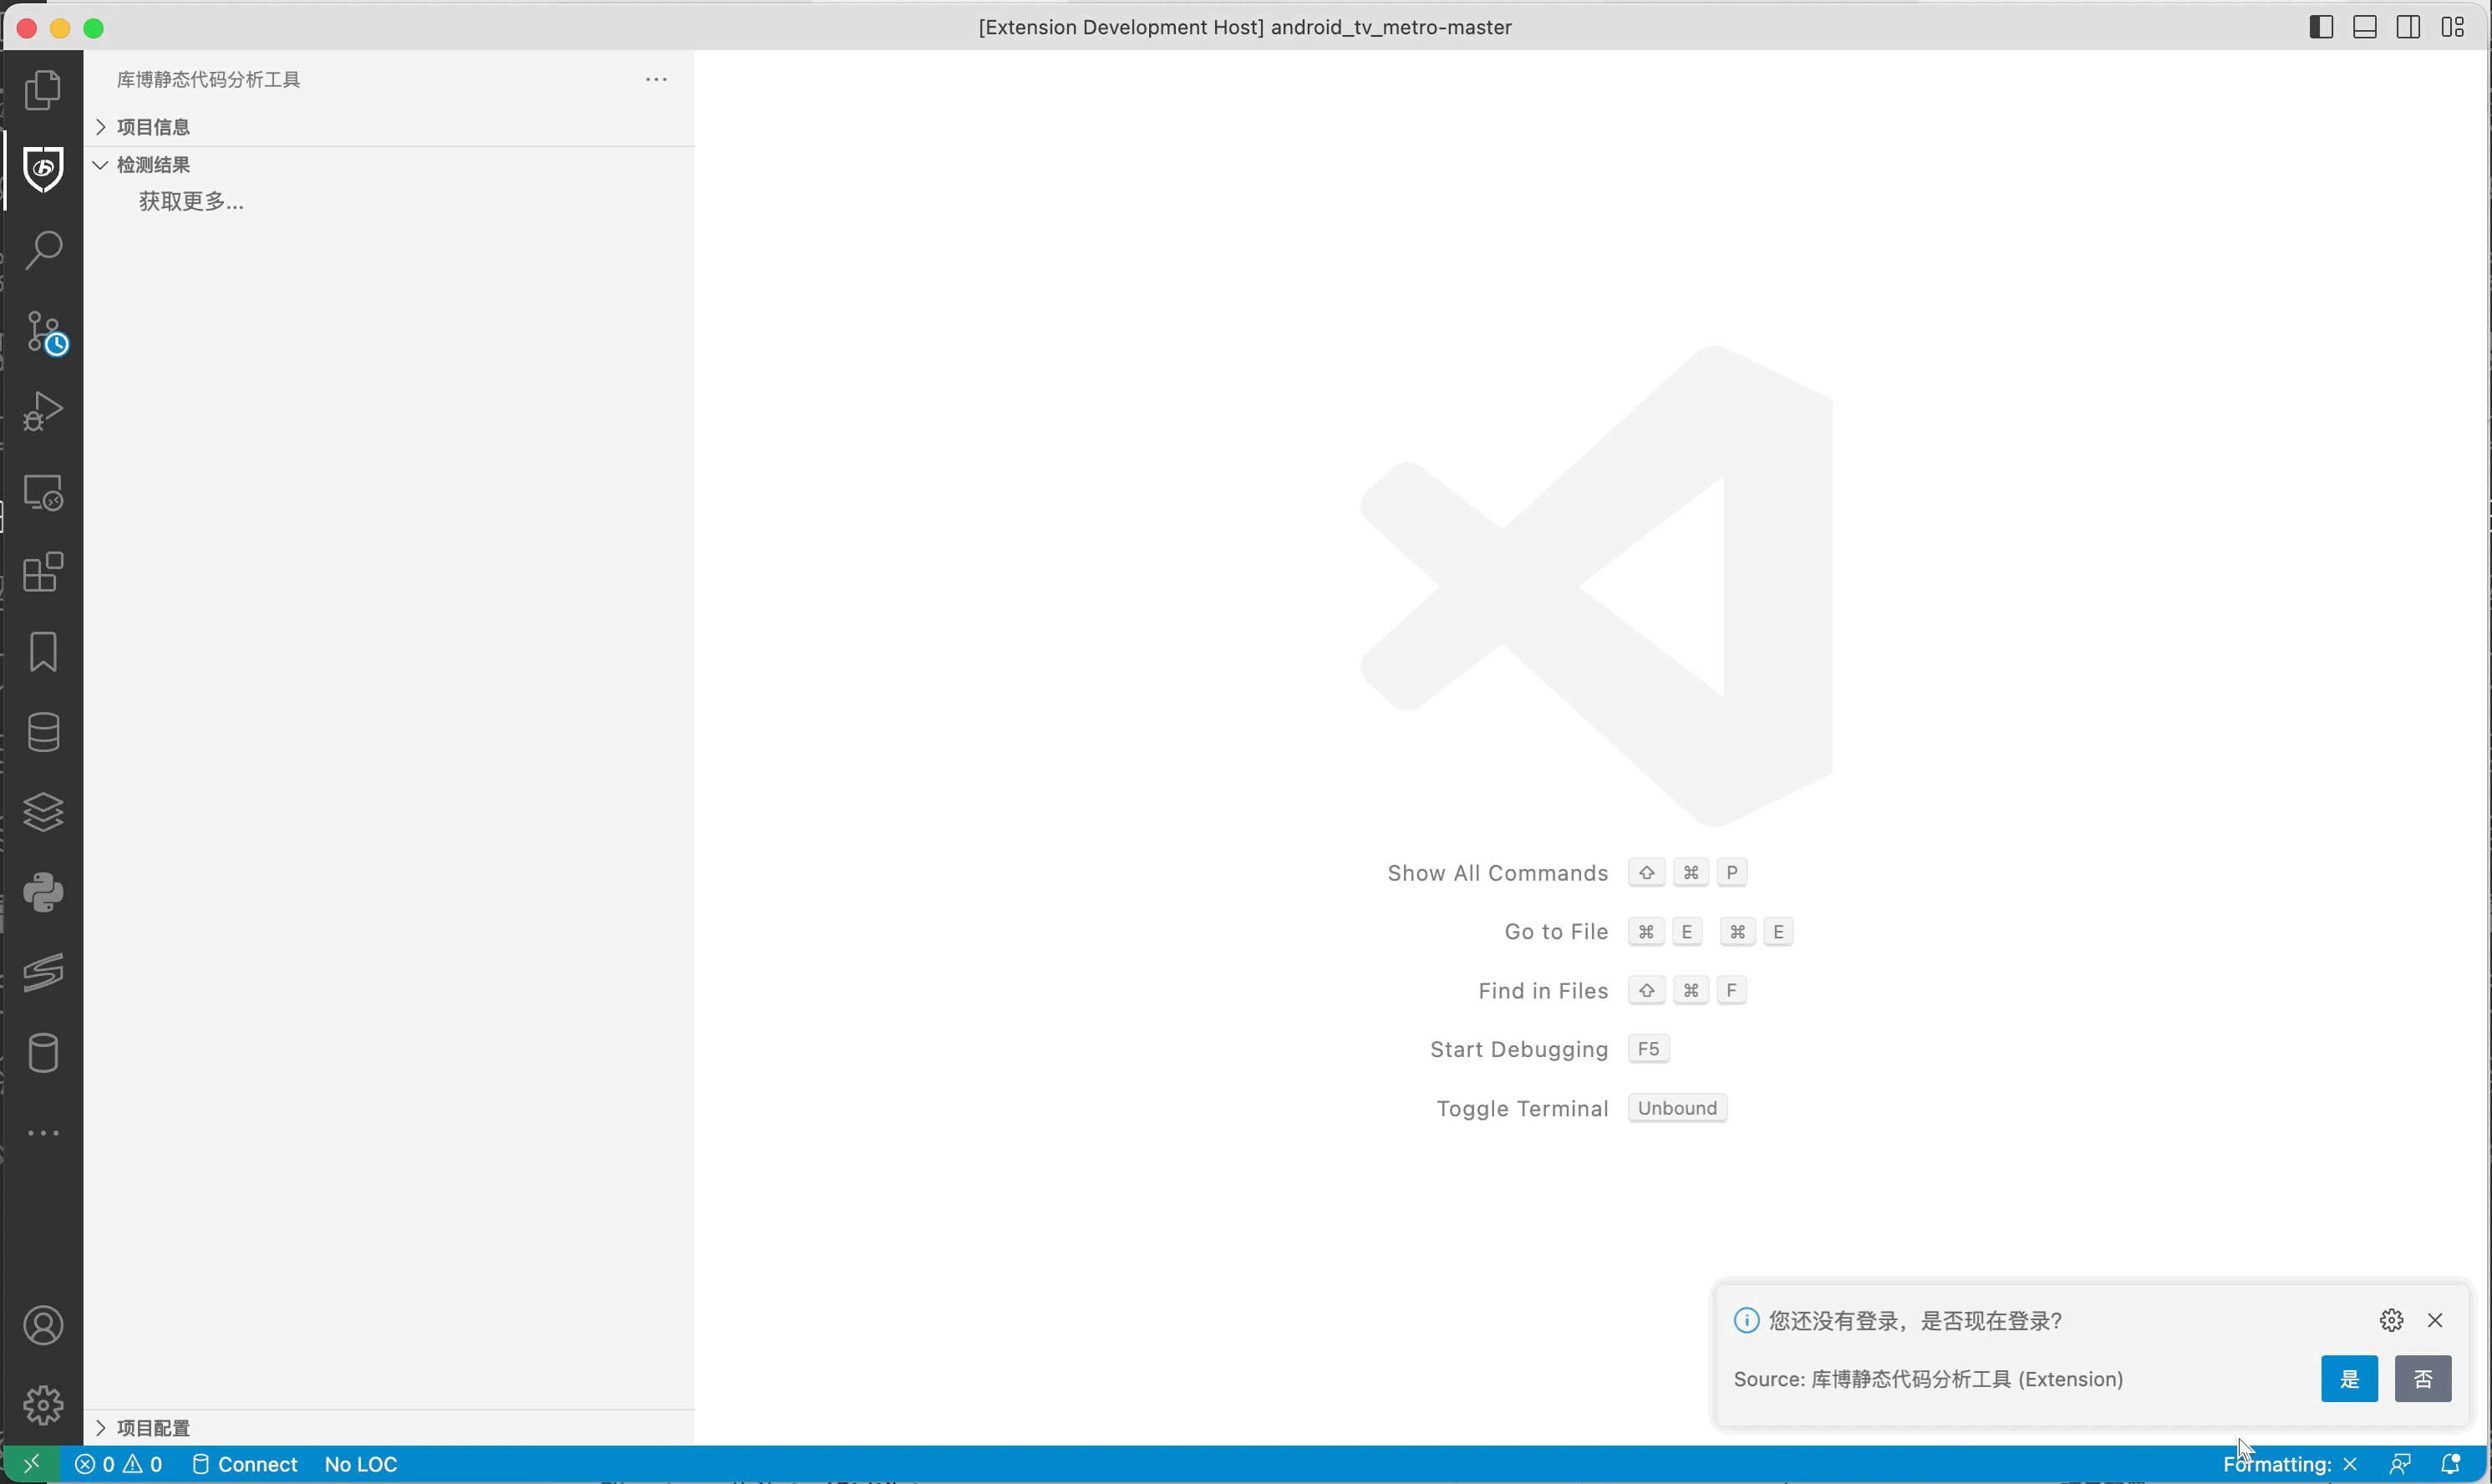 [Extension Development Host] android_tv_metro-master
库博静态代码分析工具
项目信息
检测结果
获取更多...
Show All Commands ⇧ ⌘ P
Go to File ⌘ E ⌘ E
Find in Files ⇧ ⌘ F
Start Debugging F5
Toggle Terminal Unbound
您还没有登录，是否现在登录?
Source: 库博静态代码分析工具 (Extension) 是 否
项目配置
0 0 Connect No LOC Formatting: ×